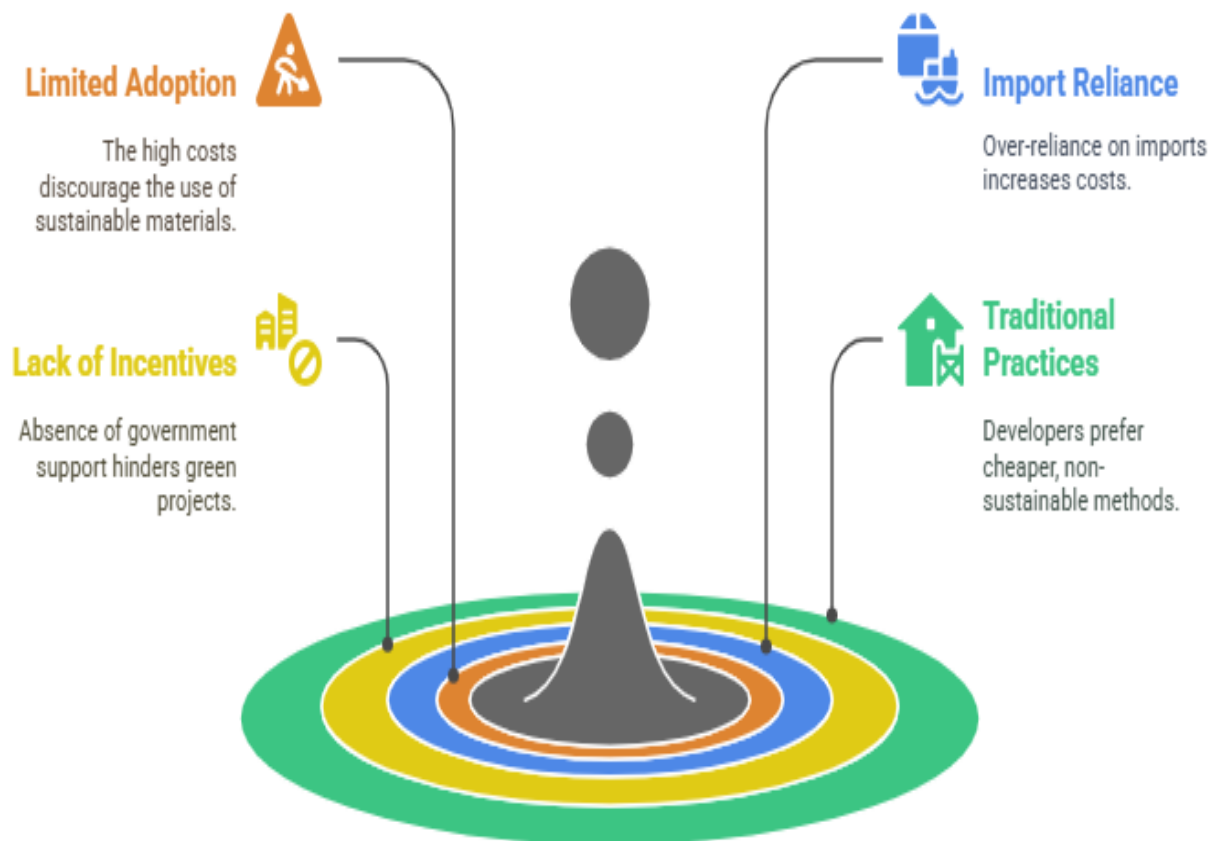 Limited Adoption
The high costs
discourage the use of
sustainable materials.
Import Reliance
Over-reliance on imports
increases costs.
Lack of Incentives
Absence of government
support hinders green
projects.
Traditional
Practices
Developers prefer
cheaper, non-
sustainable methods.